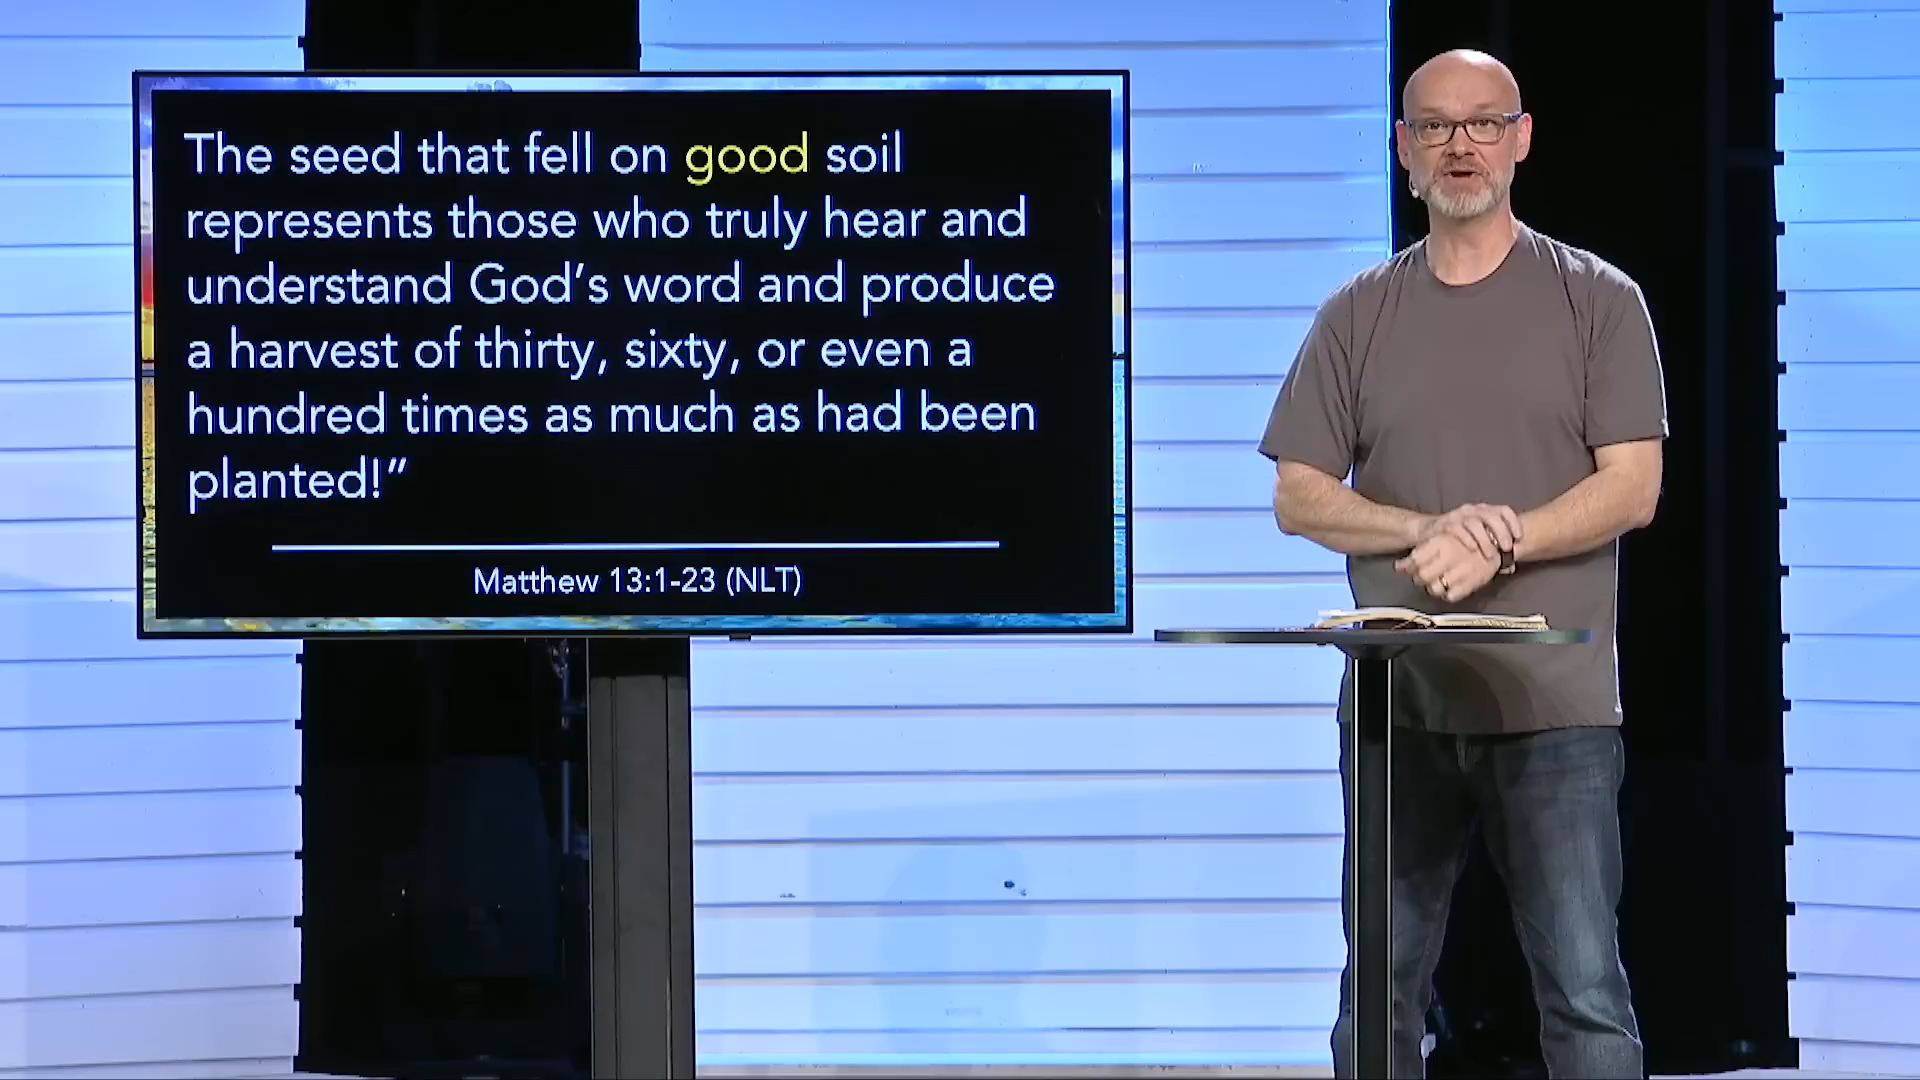 The seed that fell on good soil
represents those who truly hear and
understand God’s word and produce
a harvest of thirty, sixty, or even a
hundred times as much as had been
planted!”
Matthew 13:1-23 (NLT)